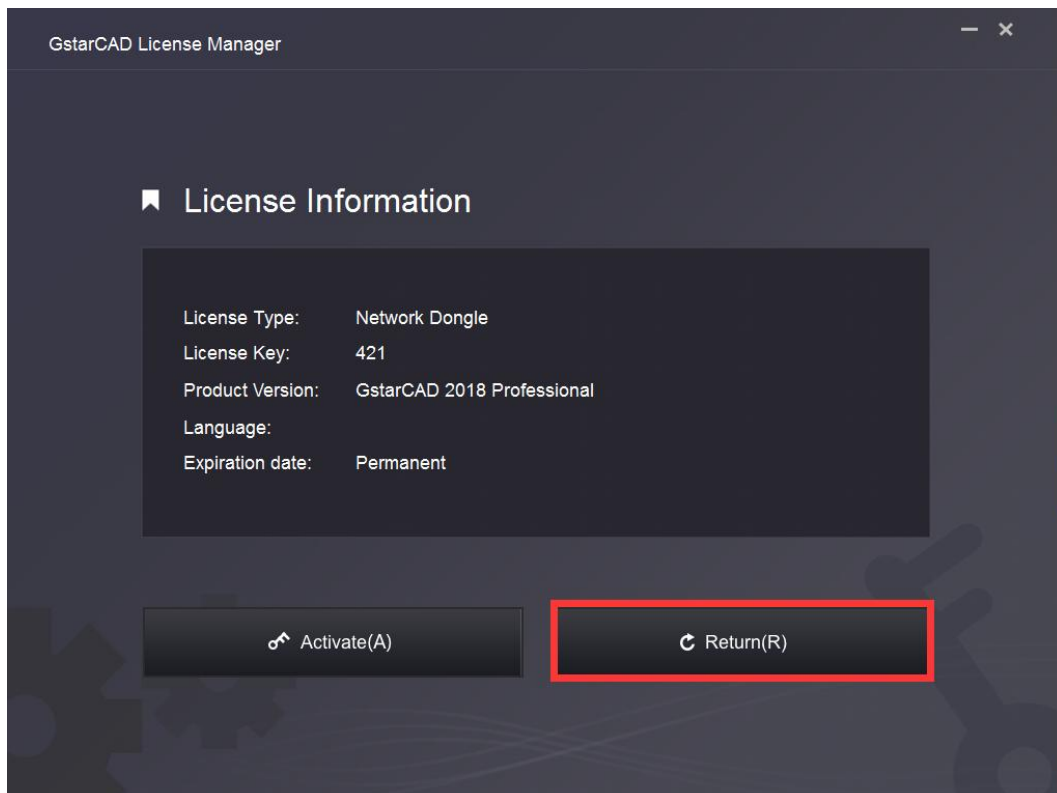 GstarCAD License Manager
License Information
License Type: Network Dongle
License Key: 421
Product Version: GstarCAD 2018 Professional
Language:
Expiration date: Permanent
Activate(A) Return(R)